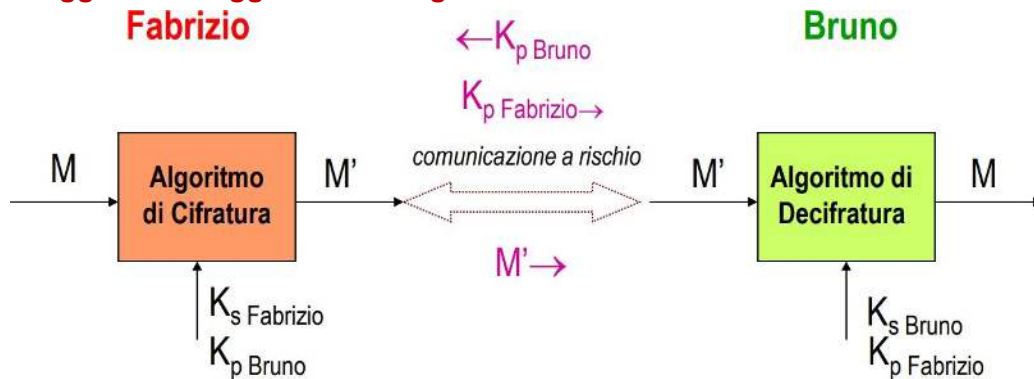 Fabrizio
Bruno
←Kp Bruno
Kp Fabrizio→
comunicazione a rischio
M
Algoritmo
di Cifratura
M'
M'
Algoritmo di
Decifratura
M
M'→
Ks Fabrizio
Kp Bruno
Ks Bruno
Kp Fabrizio